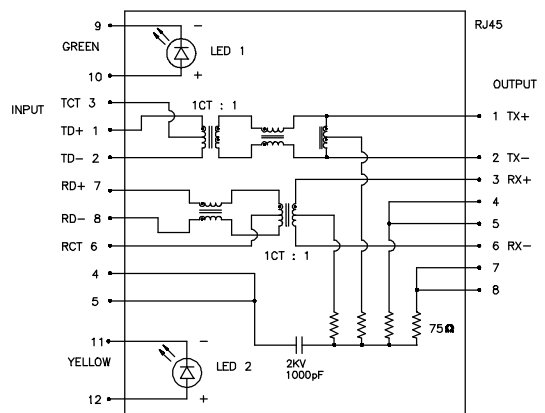 RJ45
9 −
GREEN
LED 1
10 +
OUTPUT
INPUT
TCT 3
1CT : 1
TD+ 1
1 TX+
TD- 2
2 TX-
RD+ 7
3 RX+
4
RD- 8
5
RCT 6
6 RX-
1CT : 1
4
7
5
8
75Ω
11 −
YELLOW
LED 2
2KV
1000pF
12 +